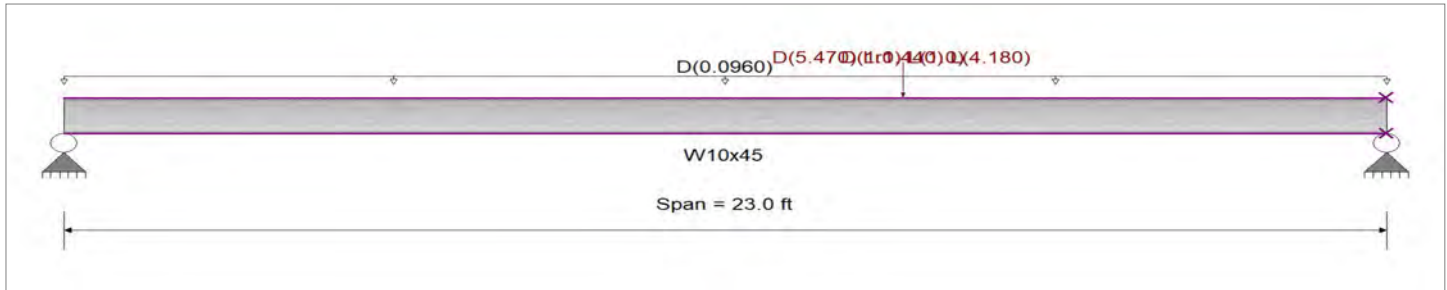 D(5.470) L(4.180)
D(0.0960)
W10x45
Span = 23.0 ft